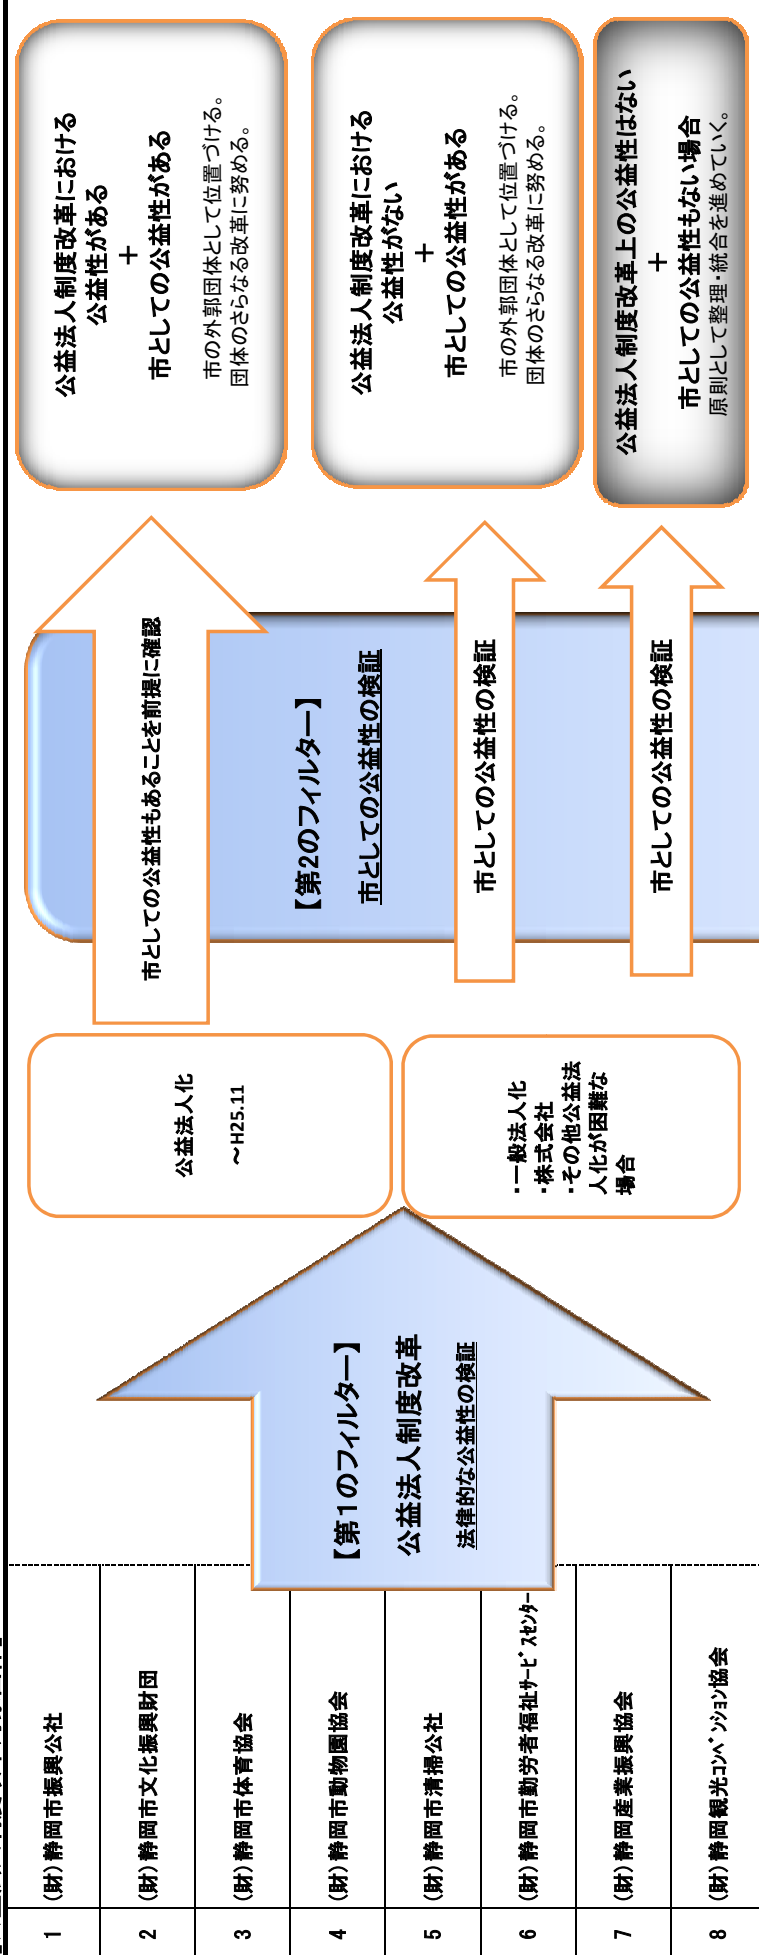 1 (財)静岡市振興公社
2 (財)静岡市文化振興財団
3 (財)静岡市体育協会
4 (財)静岡市動物園協会
5 (財)静岡市清掃公社
6 (財)静岡市勤労者福祉ｻｰﾋﾞｽｾﾝﾀｰ
7 (財)静岡産業振興協会
8 (財)静岡観光ｺﾝﾍﾞﾝｼｮﾝ協会
【第1のフィルター】
公益法人制度改革
法律的な公益性の検証
公益法人化
～H25.11
・一般法人化
・株式会社
・その他公益法
人化が困難な
場合
市としての公益性もあることを前提に確認
【第2のフィルター】
市としての公益性の検証
市としての公益性の検証
市としての公益性の検証
公益法人制度改革における
公益性がある
＋
市としての公益性がある
市の外郭団体として位置づける。
団体のさらなる改革に努める。
公益法人制度改革における
公益性がない
＋
市としての公益性がある
市の外郭団体として位置づける。
団体のさらなる改革に努める。
公益法人制度改革上の公益性はない
＋
市としての公益性もない場合
原則として整理・統合を進めていく。